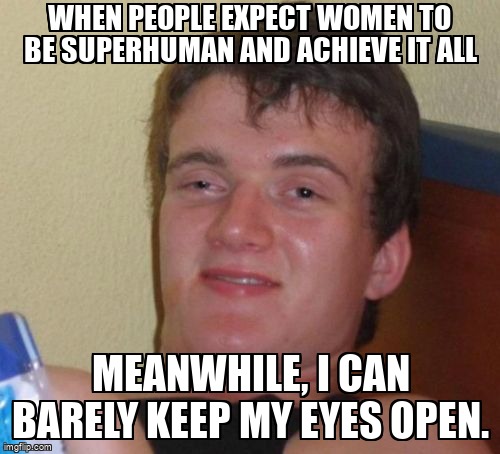 WHEN PEOPLE EXPECT WOMEN TO
BE SUPERHUMAN AND ACHIEVE IT ALL
MEANWHILE, I CAN
BARELY KEEP MY EYES OPEN.
imgflip.com